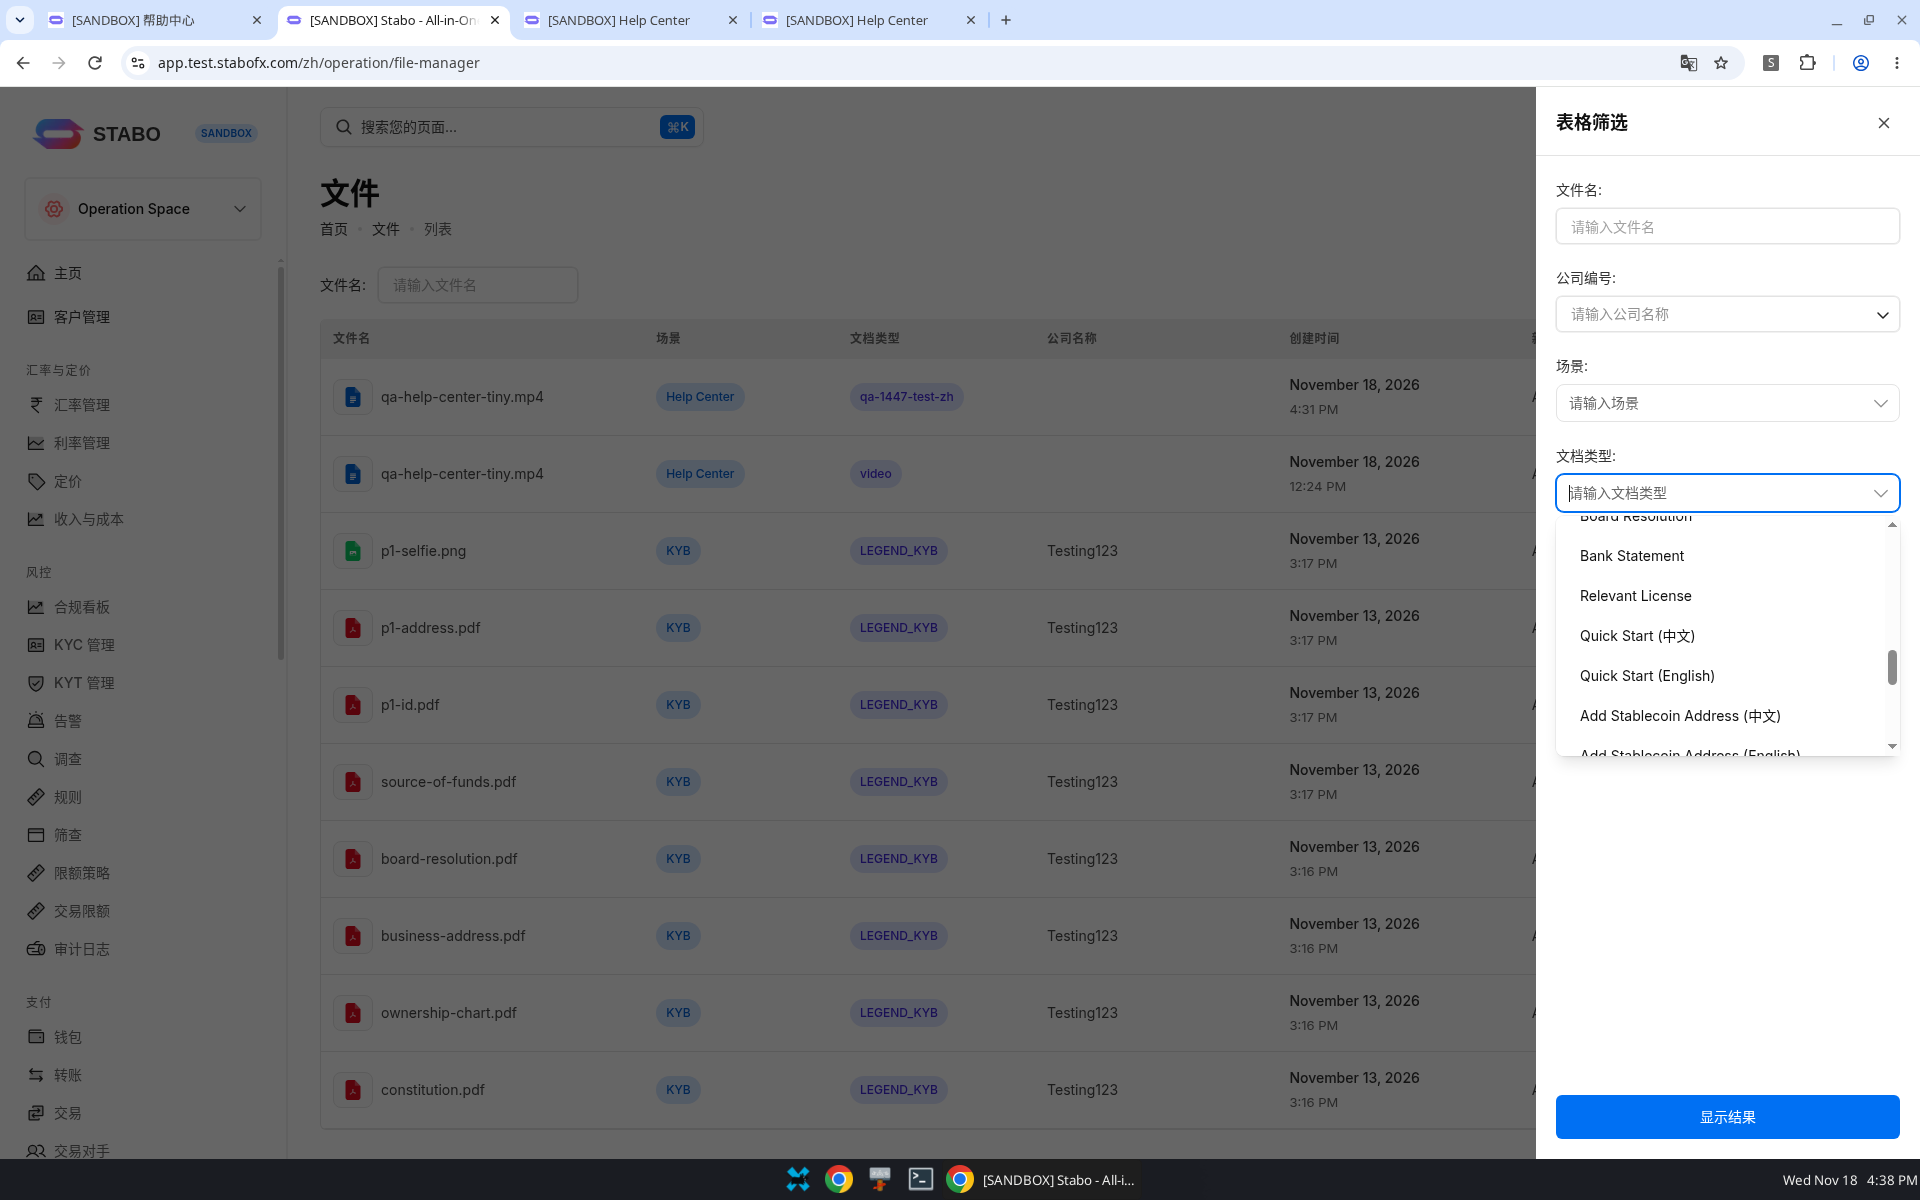 [SANDBOX] 帮助中心
[SANDBOX] Stabo - All-in-On
[SANDBOX] Help Center
[SANDBOX] Help Center
app.test.stabofx.com/zh/operation/file-manager
S
STABO
SANDBOX
Operation Space
主页
客户管理
汇率与定价
汇率管理
利率管理
定价
收入与成本
风控
合规看板
KYC 管理
KYT 管理
告警
调查
规则
筛查
限额策略
交易限额
审计日志
支付
钱包
转账
交易
交易对手
搜索您的页面...
⌘K
文件
首页 • 文件 • 列表
文件名:
请输入文件名
文件名 场景 文档类型 公司名称 创建时间
qa-help-center-tiny.mp4 Help Center qa-1447-test-zh November 18, 2026
4:31 PM
qa-help-center-tiny.mp4 Help Center video November 18, 2026
12:24 PM
p1-selfie.png KYB LEGEND_KYB Testing123 November 13, 2026
3:17 PM
p1-address.pdf KYB LEGEND_KYB Testing123 November 13, 2026
3:17 PM
p1-id.pdf KYB LEGEND_KYB Testing123 November 13, 2026
3:17 PM
source-of-funds.pdf KYB LEGEND_KYB Testing123 November 13, 2026
3:17 PM
board-resolution.pdf KYB LEGEND_KYB Testing123 November 13, 2026
3:16 PM
business-address.pdf KYB LEGEND_KYB Testing123 November 13, 2026
3:16 PM
ownership-chart.pdf KYB LEGEND_KYB Testing123 November 13, 2026
3:16 PM
constitution.pdf KYB LEGEND_KYB Testing123 November 13, 2026
3:16 PM
表格筛选
文件名:
请输入文件名
公司编号:
请输入公司名称
场景:
请输入场景
文档类型:
请输入文档类型
Board Resolution
Bank Statement
Relevant License
Quick Start (中文)
Quick Start (English)
Add Stablecoin Address (中文)
Add Stablecoin Address (English)
显示结果
[SANDBOX] Stabo - All-i...
Wed Nov 18 4:38 PM